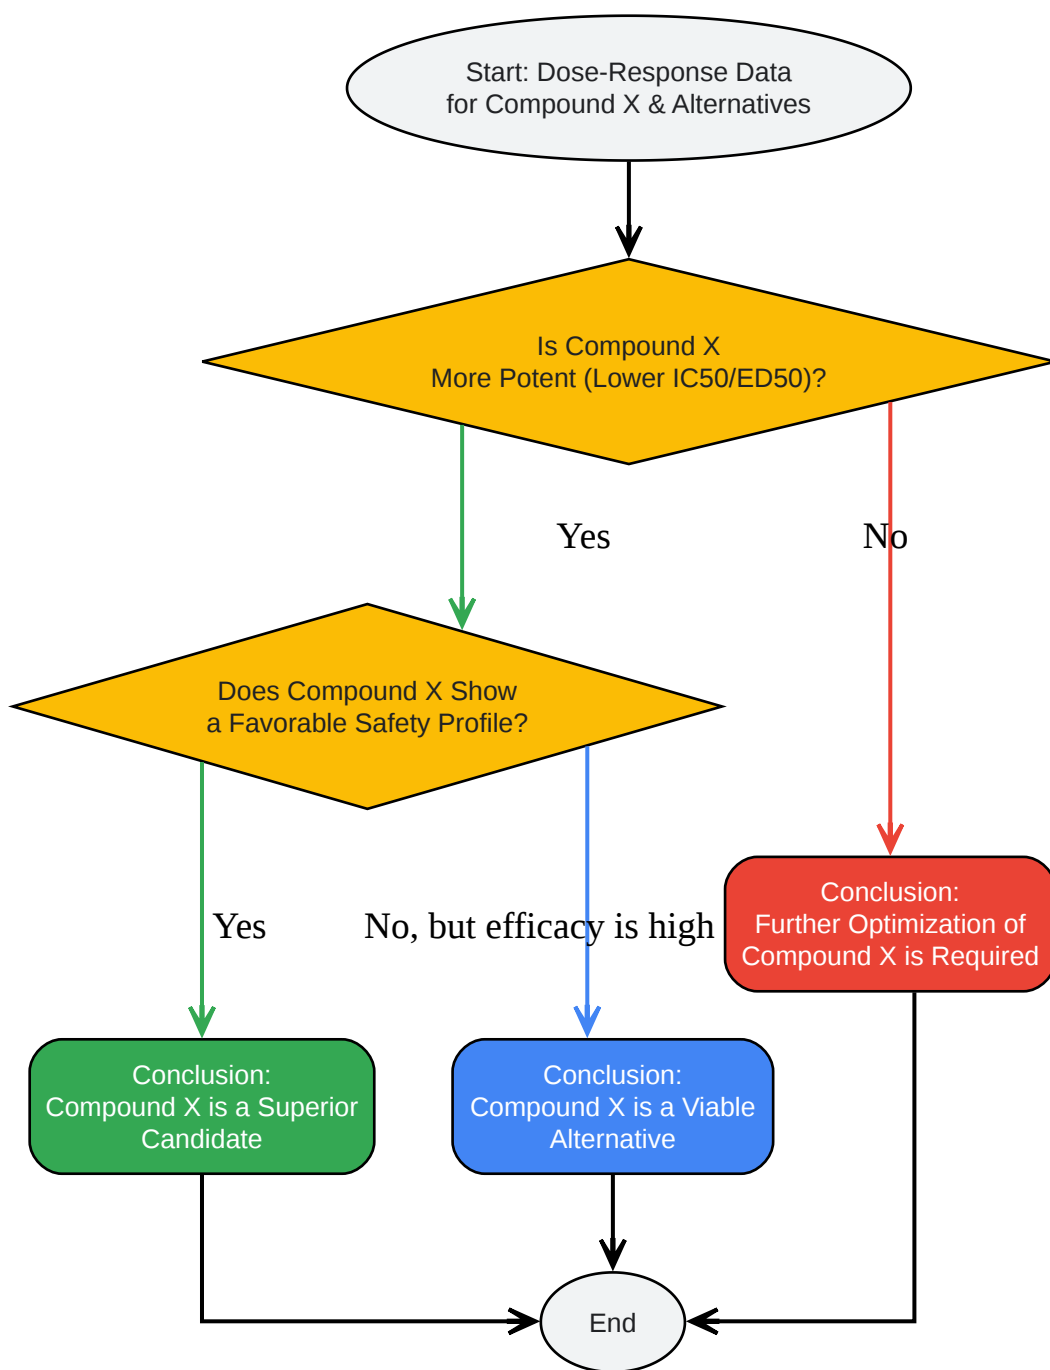 Start: Dose-Response Data
for Compound X & Alternatives
Is Compound X
More Potent (Lower IC50/ED50)?
Yes
No
Does Compound X Show
a Favorable Safety Profile?
Yes
No, but efficacy is high
Conclusion:
Further Optimization of
Compound X is Required
Conclusion:
Compound X is a Superior
Candidate
Conclusion:
Compound X is a Viable
Alternative
End